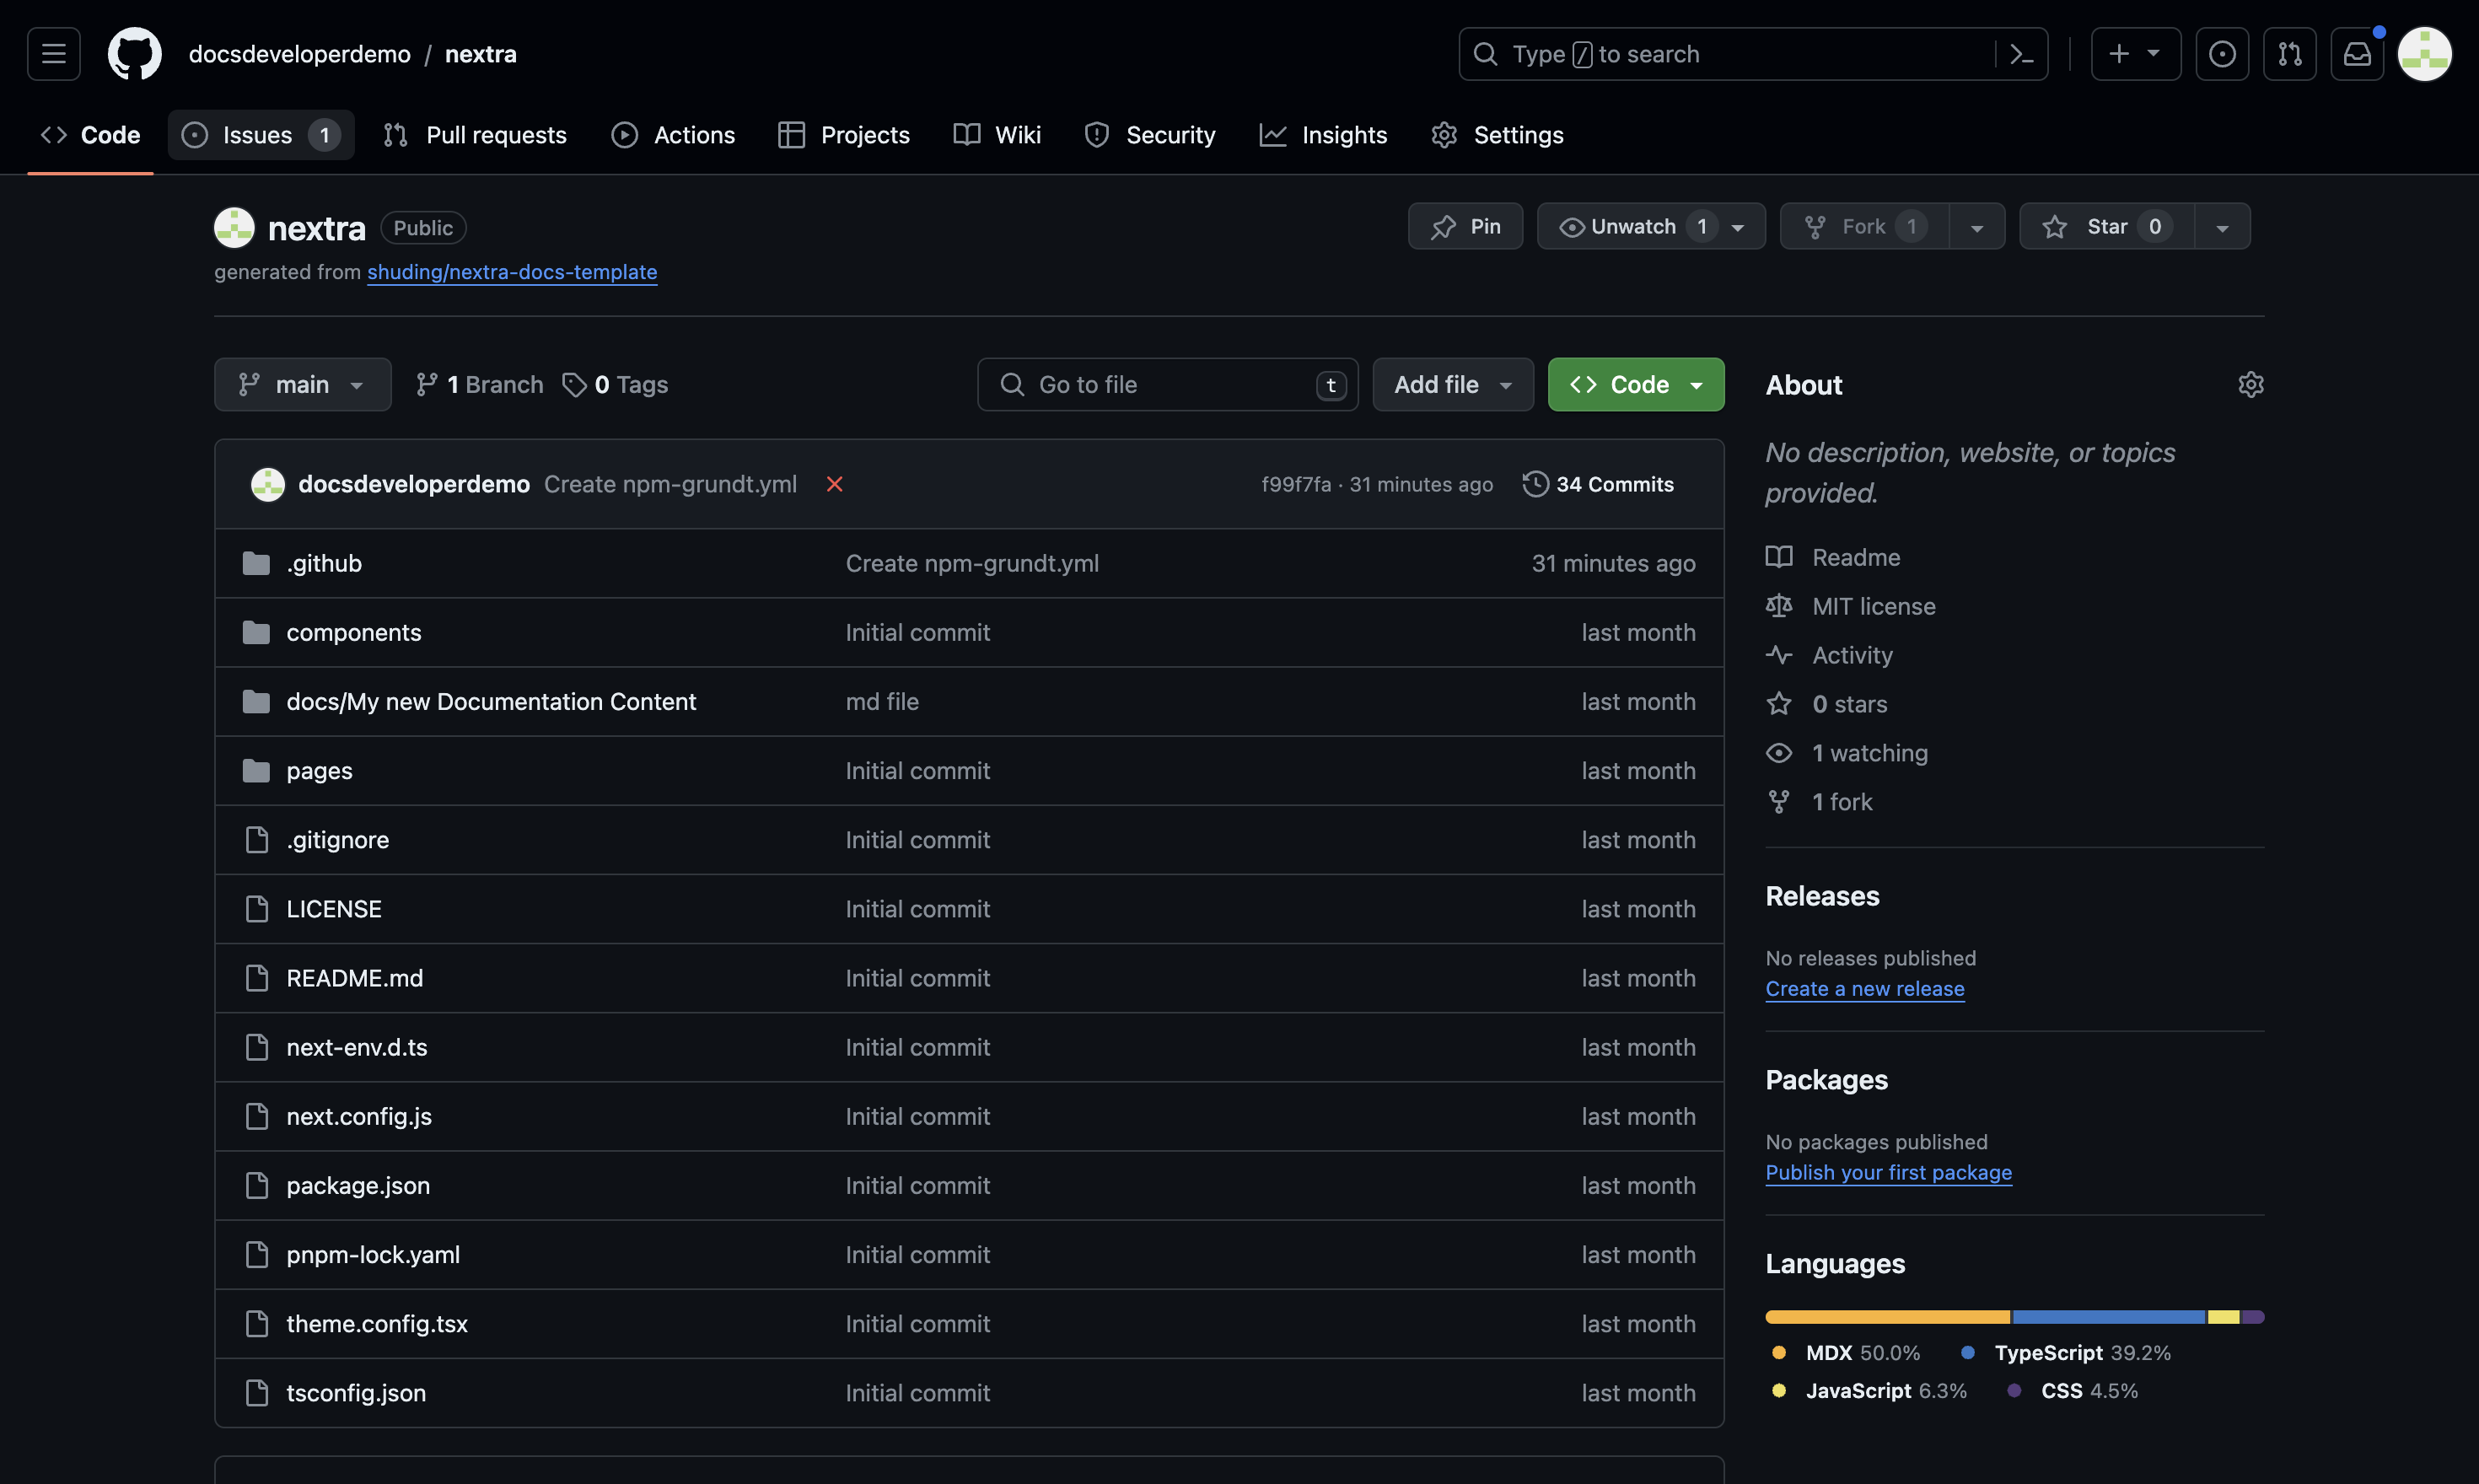 docsdeveloperdemo / nextra
Type / to search
Code Issues 1 Pull requests Actions Projects Wiki Security Insights Settings
nextra Public
Pin Unwatch 1 Fork 1 Star 0
generated from shuding/nextra-docs-template
main 1 Branch 0 Tags Go to file t Add file Code
docsdeveloperdemo Create npm-grundt.yml f99f7fa · 31 minutes ago 34 Commits
.github Create npm-grundt.yml 31 minutes ago
components Initial commit last month
docs/My new Documentation Content md file last month
pages Initial commit last month
.gitignore Initial commit last month
LICENSE Initial commit last month
README.md Initial commit last month
next-env.d.ts Initial commit last month
next.config.js Initial commit last month
package.json Initial commit last month
pnpm-lock.yaml Initial commit last month
theme.config.tsx Initial commit last month
tsconfig.json Initial commit last month
About
No description, website, or topics
provided.
Readme
MIT license
Activity
0 stars
1 watching
1 fork
Releases
No releases published
Create a new release
Packages
No packages published
Publish your first package
Languages
MDX 50.0% TypeScript 39.2%
JavaScript 6.3% CSS 4.5%